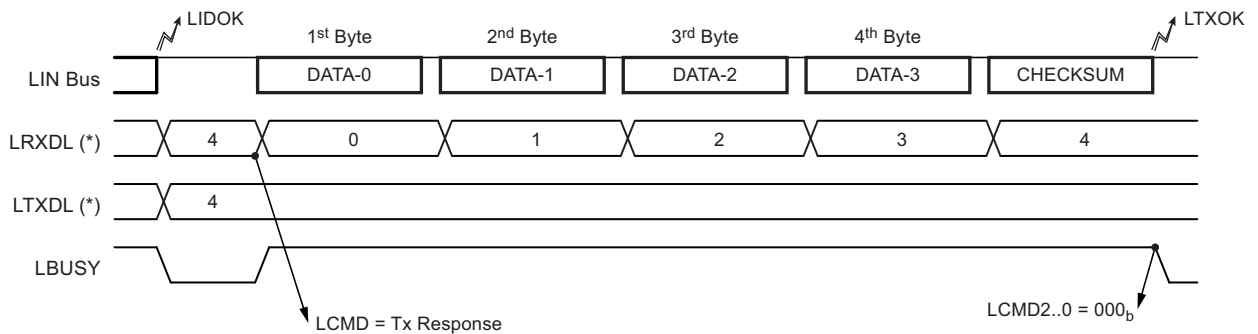 LIDOK
LTXOK
1st Byte 2nd Byte 3rd Byte 4th Byte
LIN Bus DATA-0 DATA-1 DATA-2 DATA-3 CHECKSUM
LRXDL (*) 4 0 1 2 3 4
LTXDL (*) 4
LBUSY
LCMD = Tx Response
LCMD2..0 = 000b